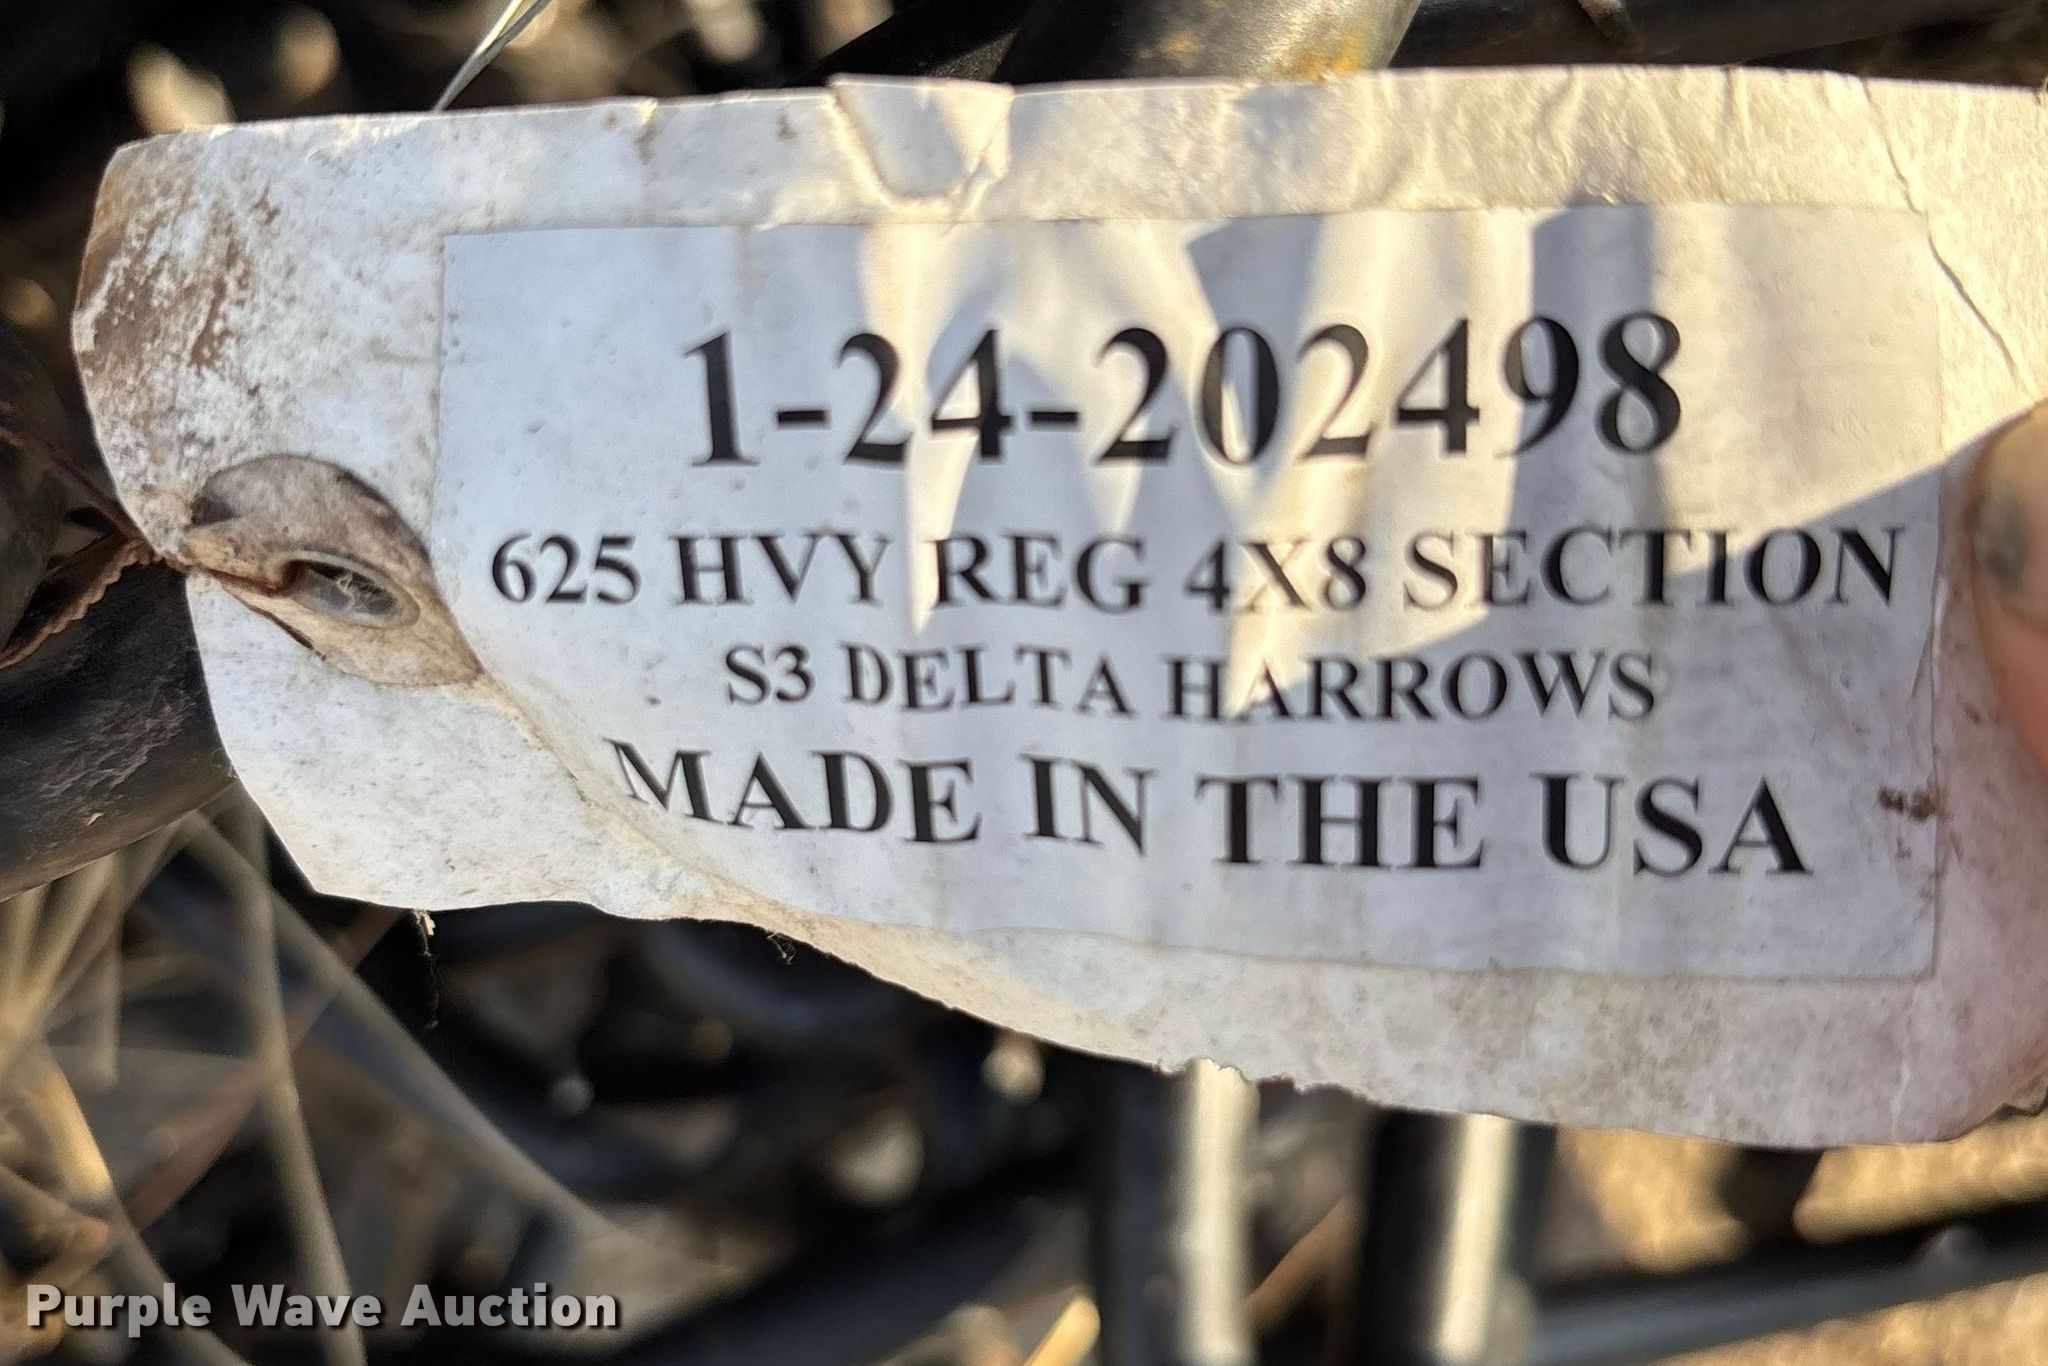 1-24-202498
625 HVY REG 4X8 SECTION
S3 DELTA HARROWS
MADE IN THE USA
Purple Wave Auction